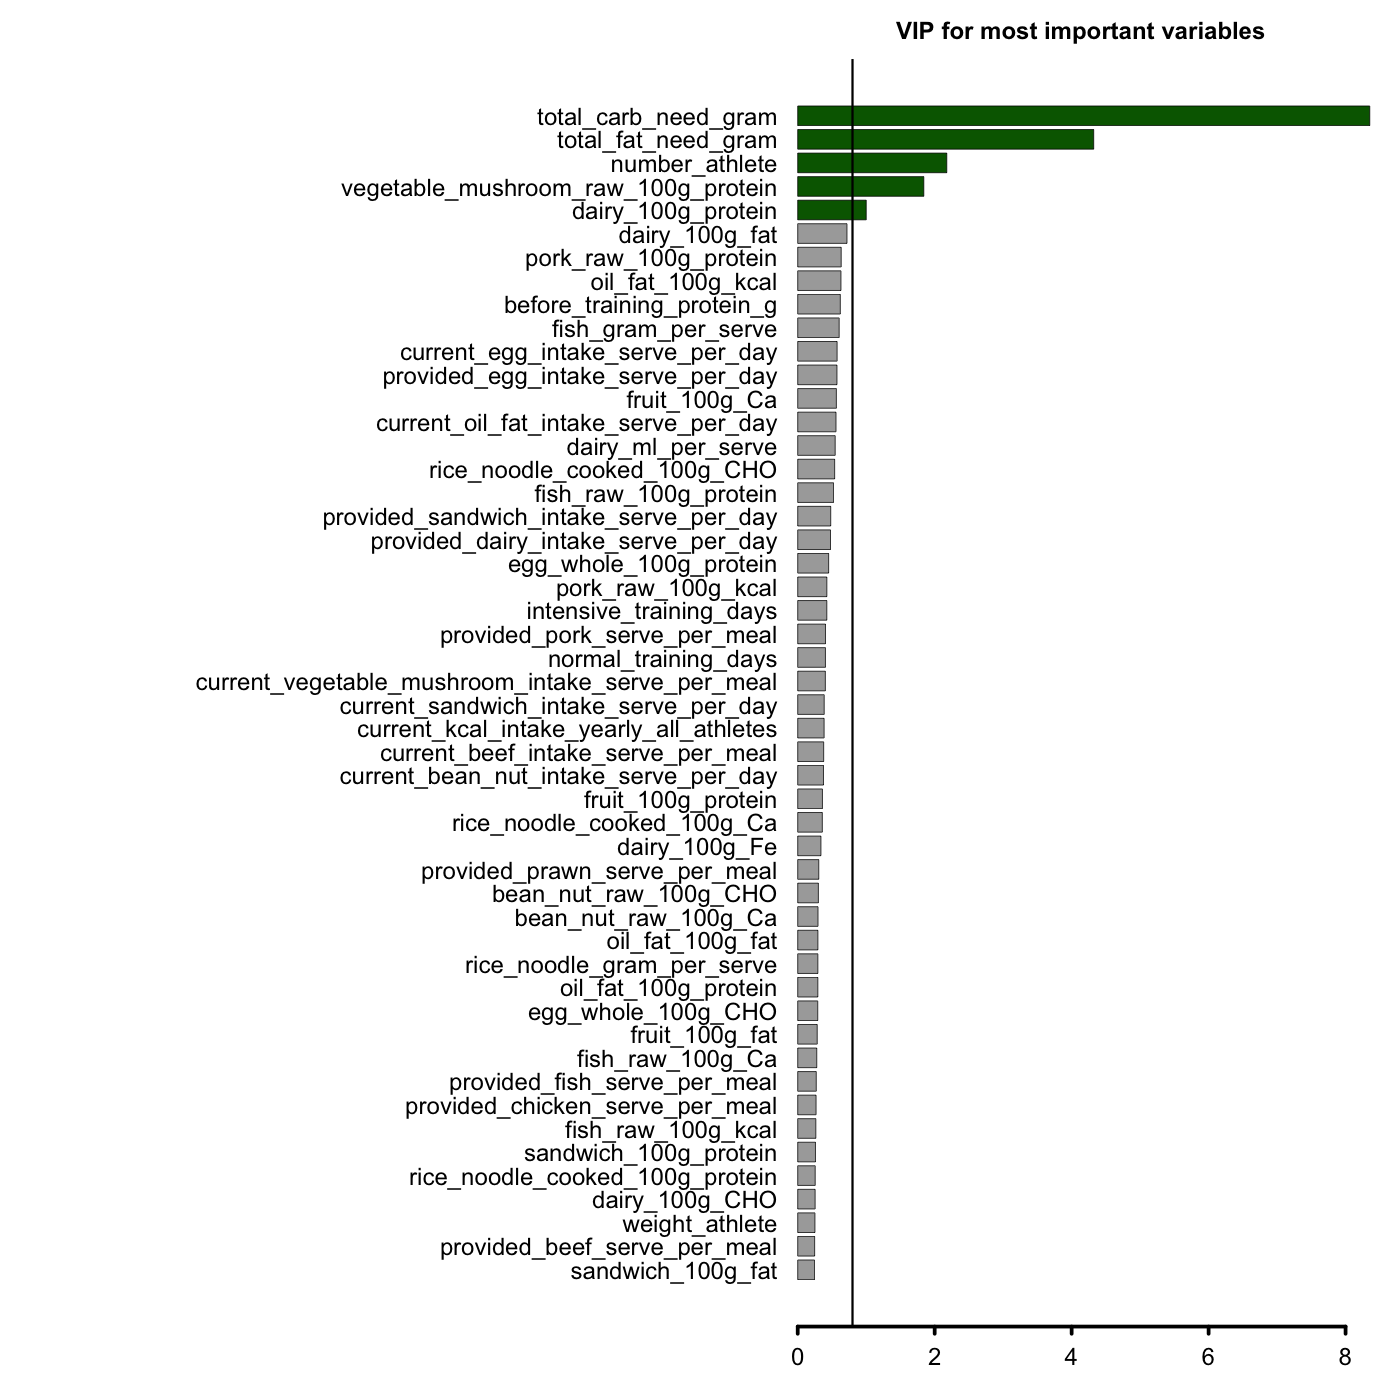 VIP for most important variables
total_carb_need_gram
total_fat_need_gram
number_athlete
vegetable_mushroom_raw_100g_protein
dairy_100g_protein
dairy_100g_fat
pork_raw_100g_protein
oil_fat_100g_kcal
before_training_protein_g
fish_gram_per_serve
current_egg_intake_serve_per_day
provided_egg_intake_serve_per_day
fruit_100g_Ca
current_oil_fat_intake_serve_per_day
dairy_ml_per_serve
rice_noodle_cooked_100g_CHO
fish_raw_100g_protein
provided_sandwich_intake_serve_per_day
provided_dairy_intake_serve_per_day
egg_whole_100g_protein
pork_raw_100g_kcal
intensive_training_days
provided_pork_serve_per_meal
normal_training_days
current_vegetable_mushroom_intake_serve_per_meal
current_sandwich_intake_serve_per_day
current_kcal_intake_yearly_all_athletes
current_beef_intake_serve_per_meal
current_bean_nut_intake_serve_per_day
fruit_100g_protein
rice_noodle_cooked_100g_Ca
dairy_100g_Fe
provided_prawn_serve_per_meal
bean_nut_raw_100g_CHO
bean_nut_raw_100g_Ca
oil_fat_100g_fat
rice_noodle_gram_per_serve
oil_fat_100g_protein
egg_whole_100g_CHO
fruit_100g_fat
fish_raw_100g_Ca
provided_fish_serve_per_meal
provided_chicken_serve_per_meal
fish_raw_100g_kcal
sandwich_100g_protein
rice_noodle_cooked_100g_protein
dairy_100g_CHO
weight_athlete
provided_beef_serve_per_meal
sandwich_100g_fat
0 2 4 6 8